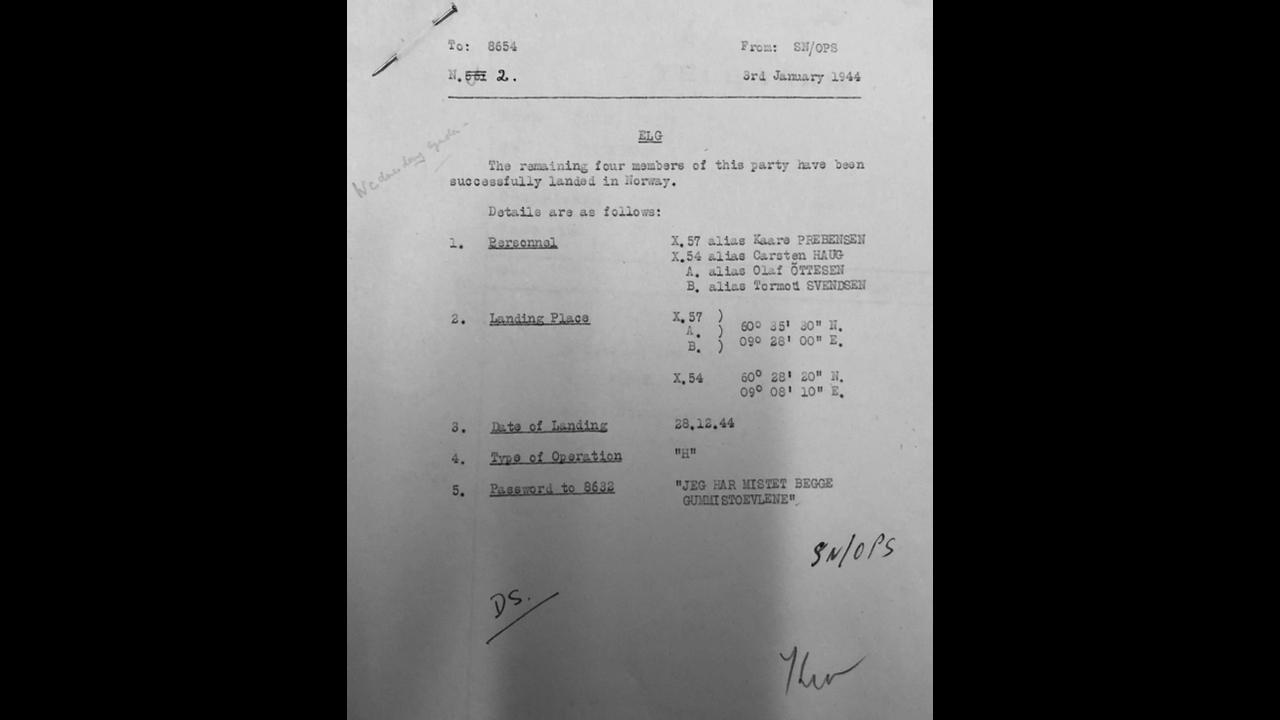 To: 8654 From: SN/OPS
N. 551 2. 3rd January 1944
ELG
The remaining four members of this party have been
successfully landed in Norway.
Details are as follows:
1. Personnel X.57 alias Kaare PREBENSEN
X.54 alias Carsten HAUG
A. alias Olaf ÕTTESEN
B. alias Tormod SVENDSEN
2. Landing Place X.57 )
A. ) 60° 35' 30" N.
B. ) 09° 28' 00" E.
X.54 60° 28' 20" N.
09° 08' 10" E.
3. Date of Landing 28.12.44
4. Type of Operation "H"
5. Password to 8632 "JEG HAR MISTET BEGGE
GUMMISTOEVLENE".
SN/OPS
DS.